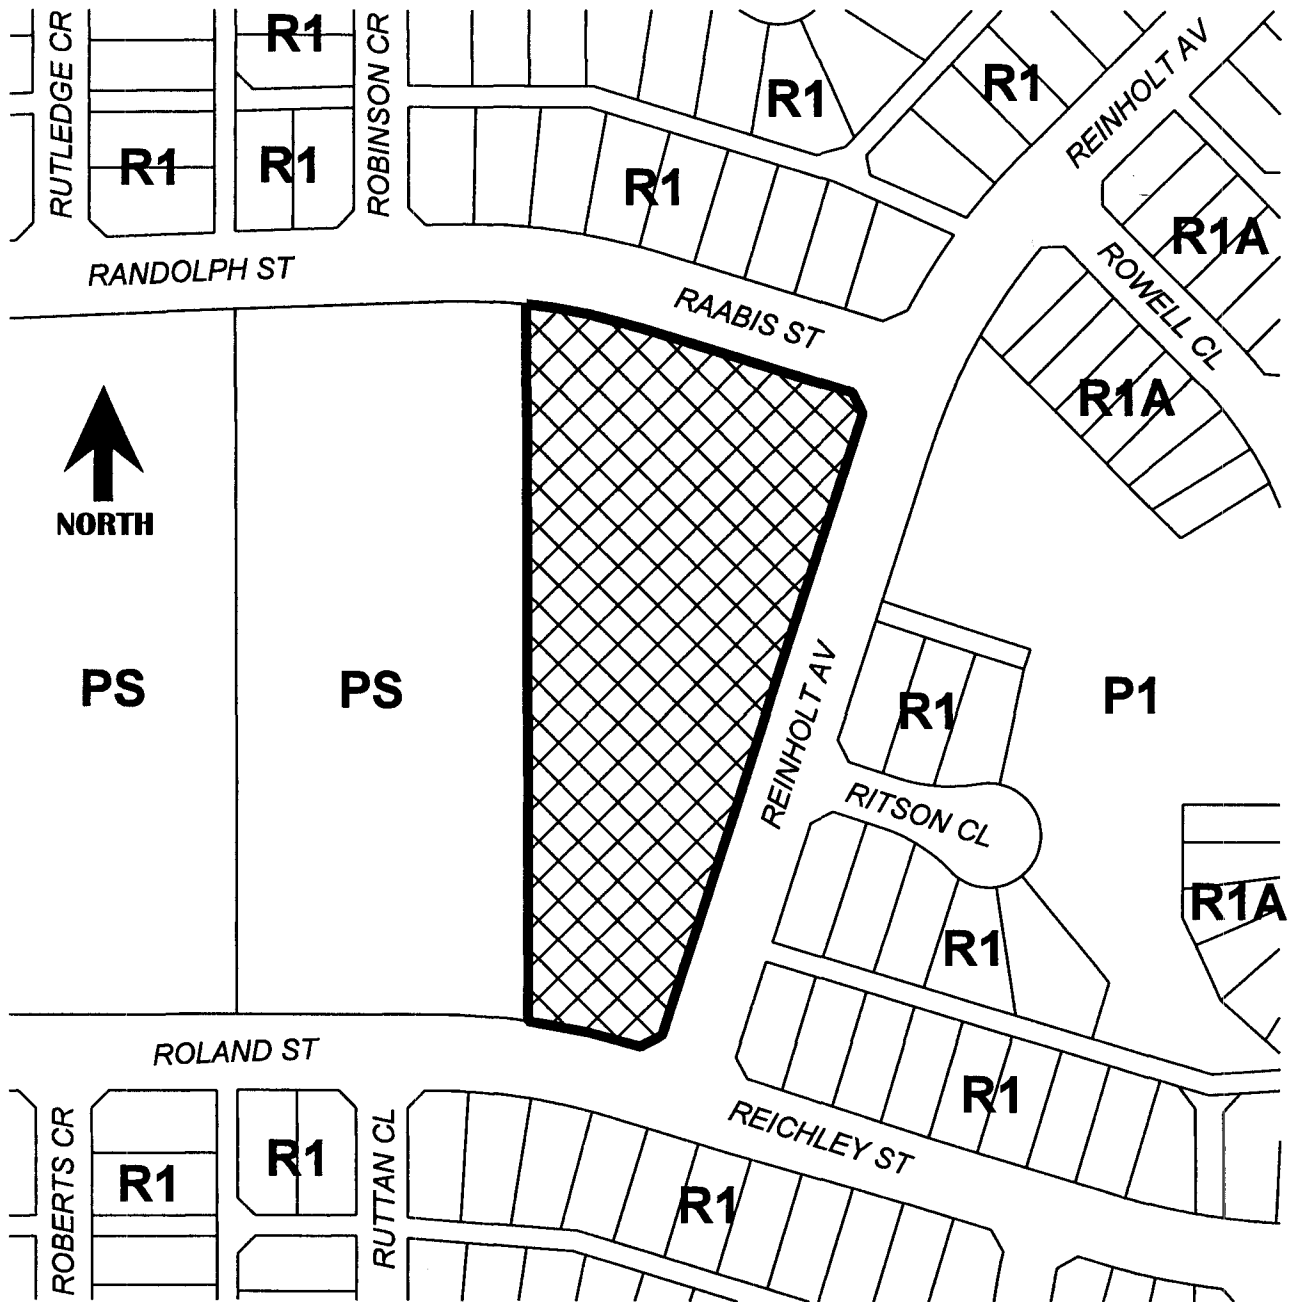 RUTLEDGE CR
R1
ROBINSON CR
R1
R1
REINHOLT AV
R1
R1
R1
R1A
RANDOLPH ST
RAABIS ST
ROWELL CL
R1A
NORTH
PS
PS
REINHOLT AV
R1
P1
RITSON CL
R1A
R1
ROLAND ST
R1
REICHLEY ST
ROBERTS CR
R1
R1
RUTTAN CL
R1